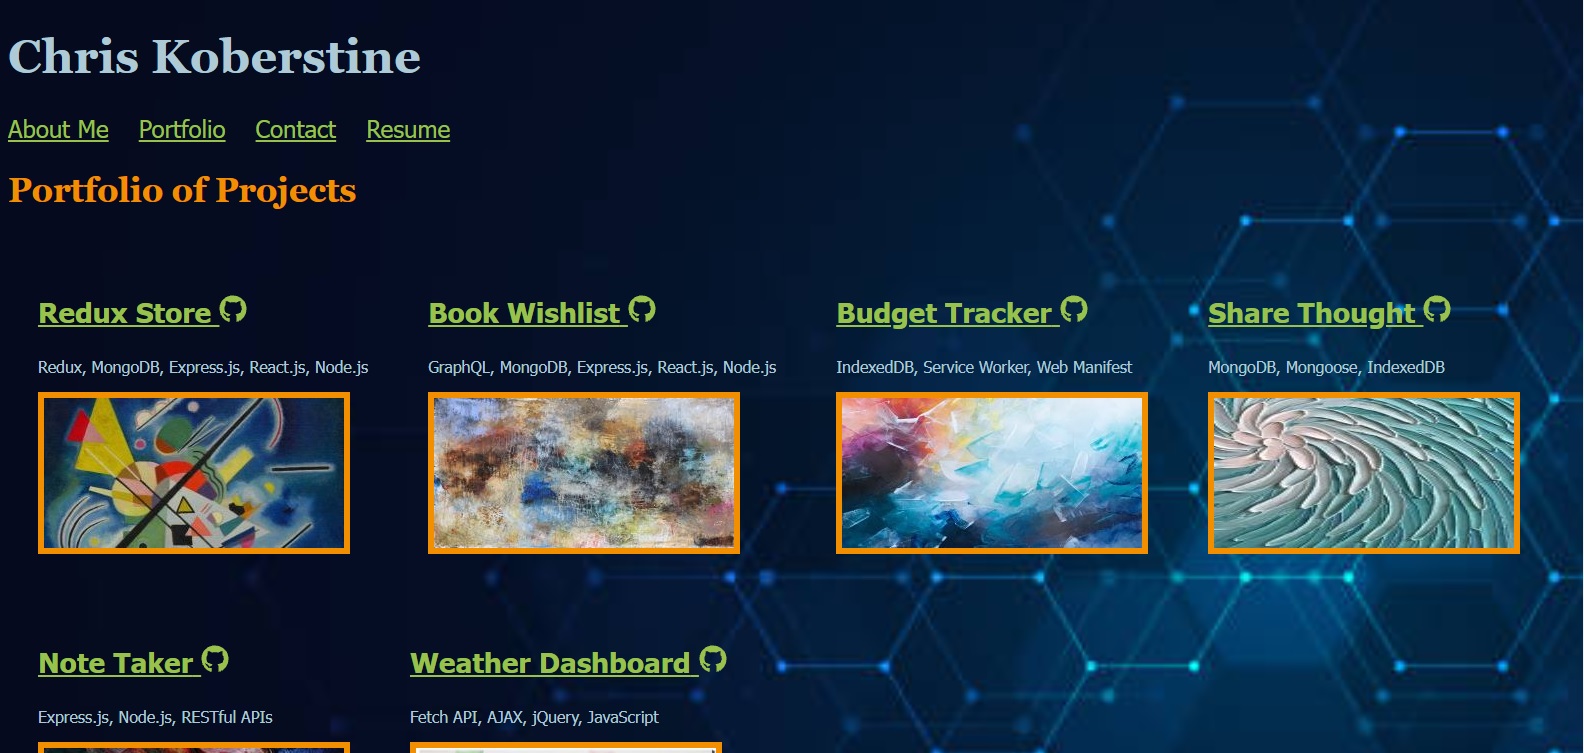 Chris Koberstine
About Me Portfolio Contact Resume
Portfolio of Projects
Redux Store Book Wishlist Budget Tracker Share Thought
Redux, MongoDB, Express.js, React.js, Node.js GraphQL, MongoDB, Express.js, React.js, Node.js IndexedDB, Service Worker, Web Manifest MongoDB, Mongoose, IndexedDB
Note Taker Weather Dashboard
Express.js, Node.js, RESTful APIs Fetch API, AJAX, jQuery, JavaScript